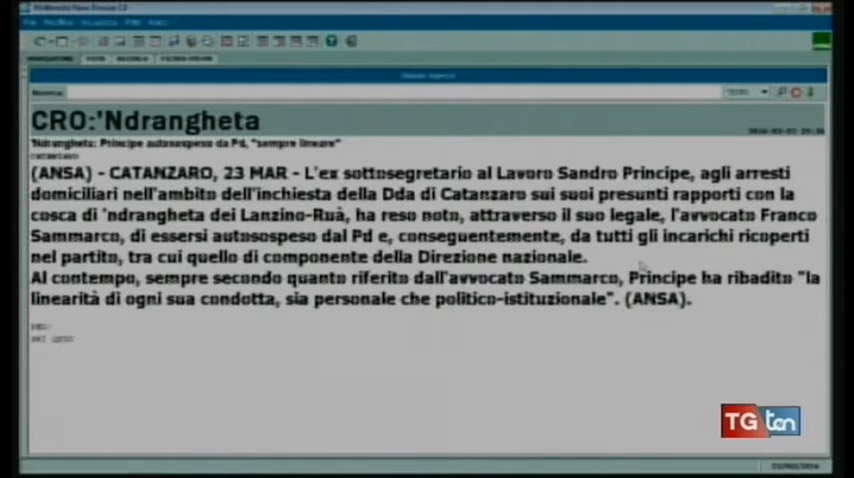 CRO:'Ndrangheta
'Ndrangheta: Principe autosospeso da Pd, "sempre lineare"
(ANSA) - CATANZARO, 23 MAR - L'ex sottosegretario al Lavoro Sandro Principe, agli arresti
domiciliari nell'ambito dell'inchiesta della Dda di Catanzaro sui suoi presunti rapporti con la
cosca di 'ndrangheta dei Lanzino-Ruà, ha reso noto, attraverso il suo legale, l'avvocato Franco
Sammarco, di essersi autosospeso dal Pd e, conseguentemente, da tutti gli incarichi ricoperti
nel partito, tra cui quello di componente della Direzione nazionale.
Al contempo, sempre secondo quanto riferito dall'avvocato Sammarco, Principe ha ribadito "la
linearità di ogni sua condotta, sia personale che politico-istituzionale". (ANSA).
TG ten